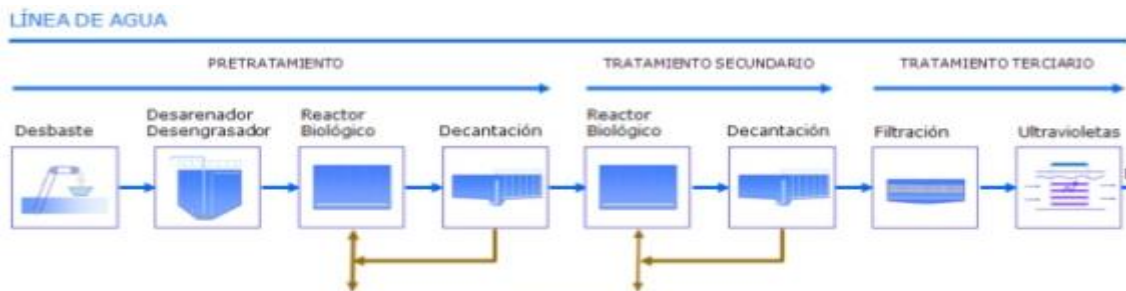 LÍNEA DE AGUA
PRETRATAMIENTO
TRATAMIENTO SECUNDARIO
TRATAMIENTO TERCIARIO
Desbaste
Desarenador
Desengrasador
Reactor
Biológico
Decantación
Reactor
Biológico
Decantación
Filtración
Ultravioletas